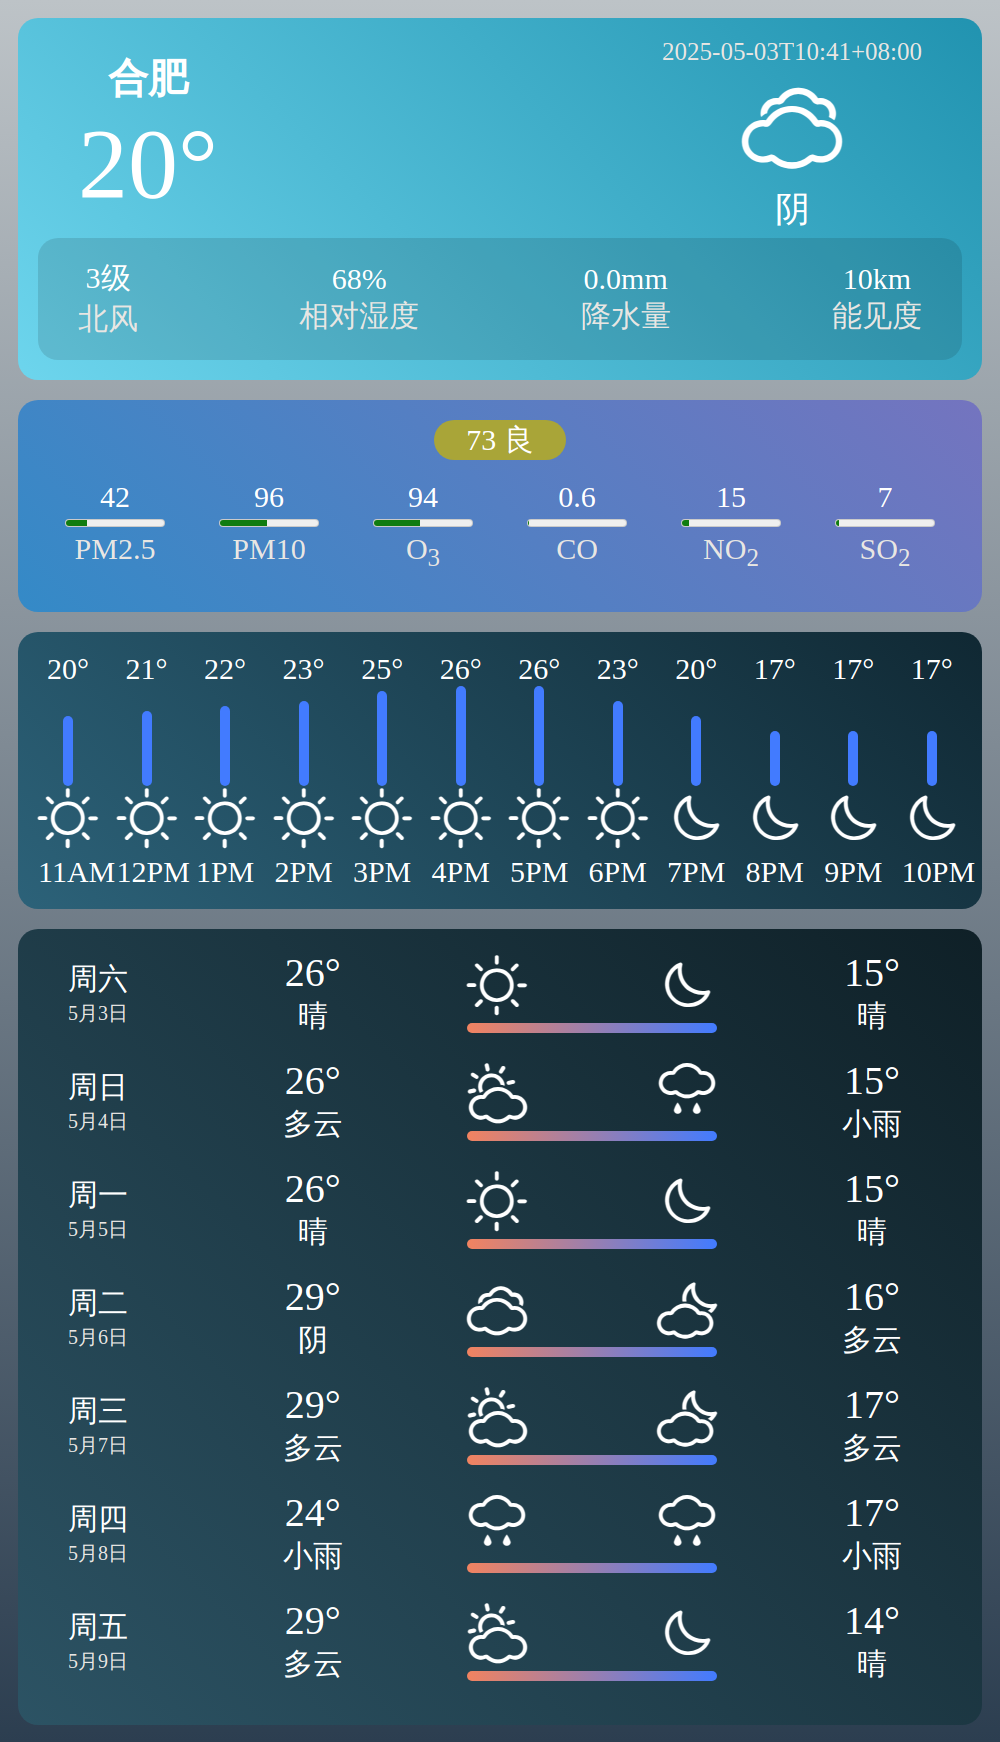 合肥
20°
2025-05-03T10:41+08:00
阴
3级 68% 0.0mm 10km
北风 相对湿度 降水量 能见度
73 良
42 96 94 0.6 15 7
PM2.5 PM10 O3 CO NO2 SO2
20° 21° 22° 23° 25° 26° 26° 23° 20° 17° 17° 17°
11AM 12PM 1PM 2PM 3PM 4PM 5PM 6PM 7PM 8PM 9PM 10PM
周六 26° 15°
5月3日 晴 晴
周日 26° 15°
5月4日 多云 小雨
周一 26° 15°
5月5日 晴 晴
周二 29° 16°
5月6日 阴 多云
周三 29° 17°
5月7日 多云 多云
周四 24° 17°
5月8日 小雨 小雨
周五 29° 14°
5月9日 多云 晴